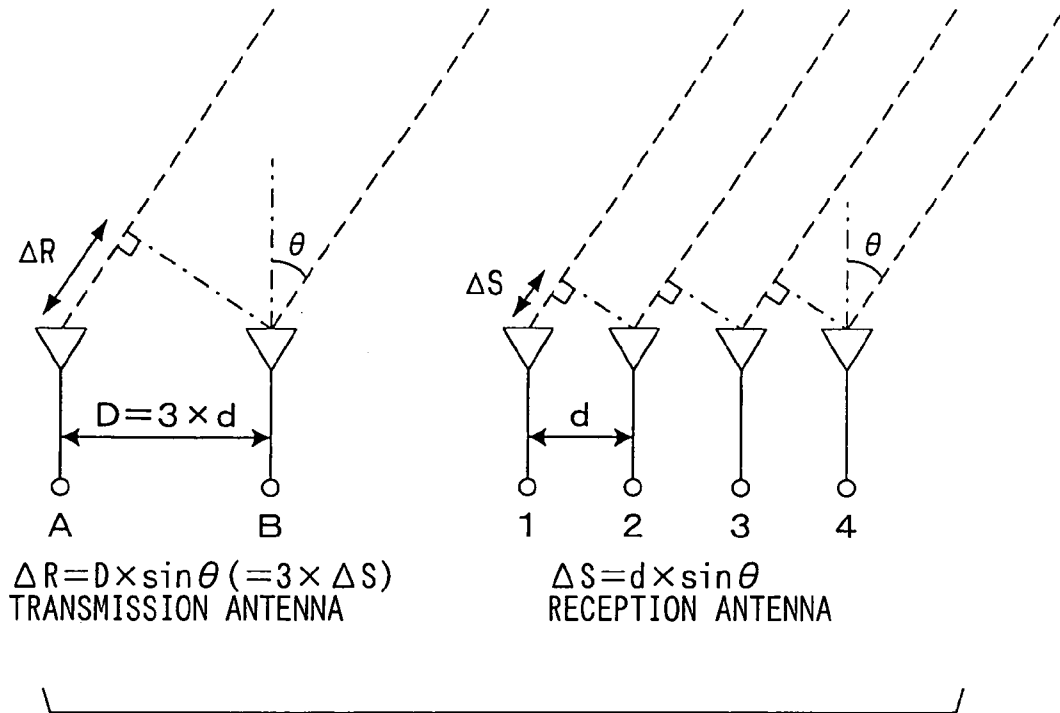 ΔR
θ
ΔS
θ
D=3×d
d
A
B
1
2
3
4
ΔR=D×sinθ(=3×ΔS)
TRANSMISSION ANTENNA
ΔS=d×sinθ
RECEPTION ANTENNA